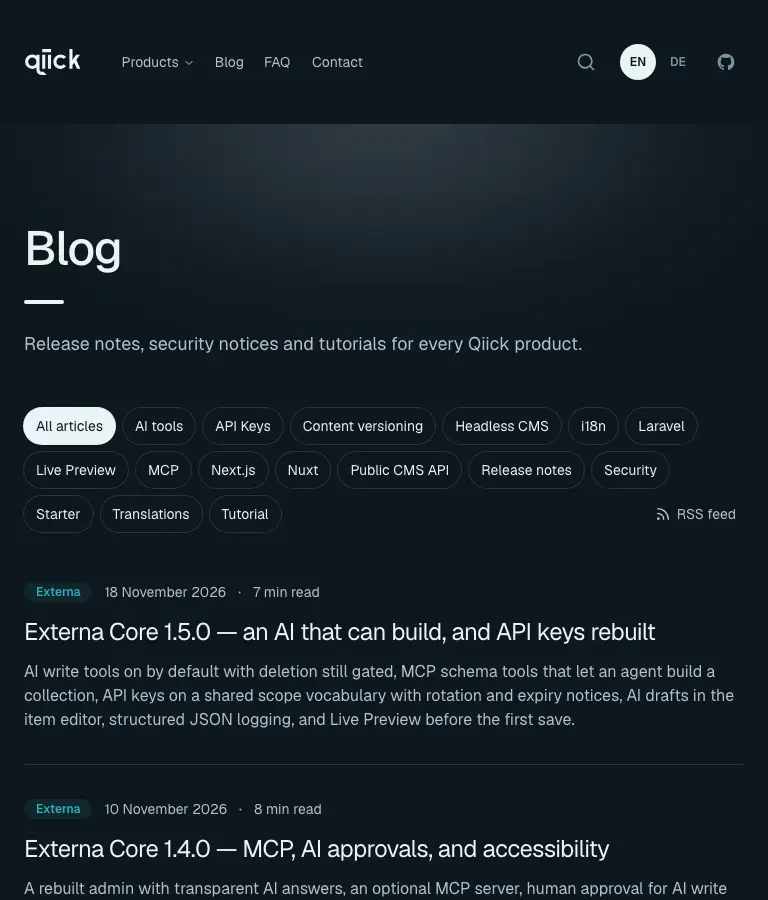 qiick
Products Blog FAQ Contact EN DE
Blog
Release notes, security notices and tutorials for every Qiick product.
All articles AI tools API Keys Content versioning Headless CMS i18n Laravel
Live Preview MCP Next.js Nuxt Public CMS API Release notes Security
Starter Translations Tutorial RSS feed
Externa 18 November 2026 · 7 min read
Externa Core 1.5.0 — an AI that can build, and API keys rebuilt
AI write tools on by default with deletion still gated, MCP schema tools that let an agent build a
collection, API keys on a shared scope vocabulary with rotation and expiry notices, AI drafts in the
item editor, structured JSON logging, and Live Preview before the first save.
Externa 10 November 2026 · 8 min read
Externa Core 1.4.0 — MCP, AI approvals, and accessibility
A rebuilt admin with transparent AI answers, an optional MCP server, human approval for AI write